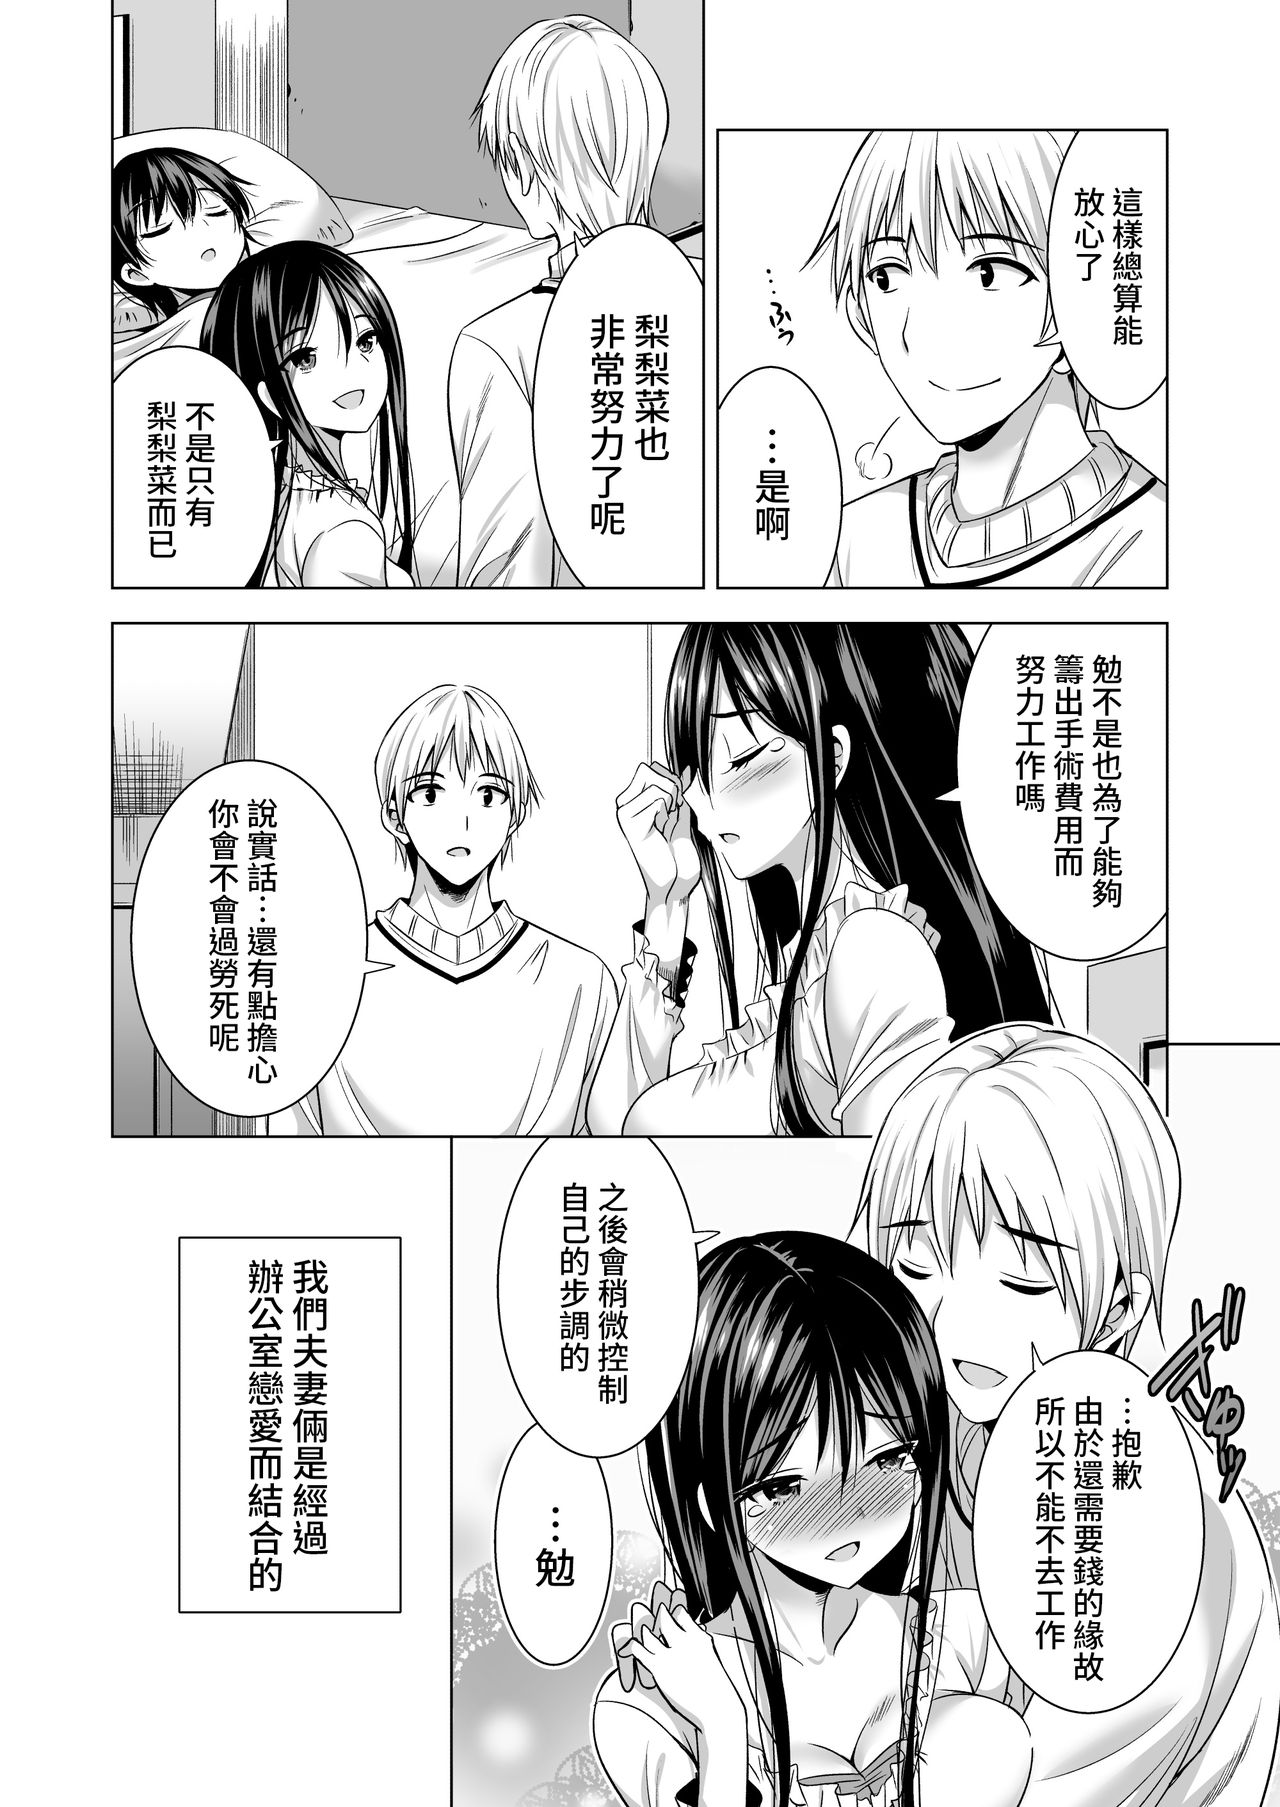 這樣總算能
放心了
…ふぅ
…是啊
梨梨菜也
非常努力了呢
不是只有
梨梨菜而已
勉不是也為了能夠
籌出手術費用而
努力工作嗎
說實話…還有點擔心
你會不會過勞死呢
…抱歉
由於還需要錢的緣故
所以不能不去工作
ぎゅッ
之後會稍微控制
自己的步調的
…勉
我們夫妻倆是經過
辦公室戀愛而結合的